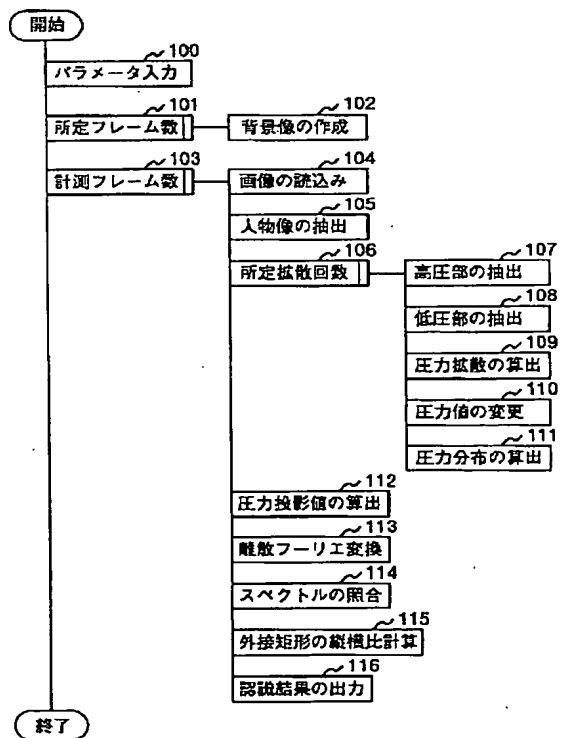 開始
100
パラメータ入力
101
所定フレーム数
102
背景像の作成
103
計測フレーム数
104
画像の読込み
105
人物像の抽出
106
所定拡散回数
107
高圧部の抽出
108
低圧部の抽出
109
圧力拡散の算出
110
圧力値の変更
111
圧力分布の算出
112
圧力投影値の算出
113
離散フーリエ変換
114
スペクトルの照合
115
外接矩形の縦横比計算
116
認識結果の出力
終了